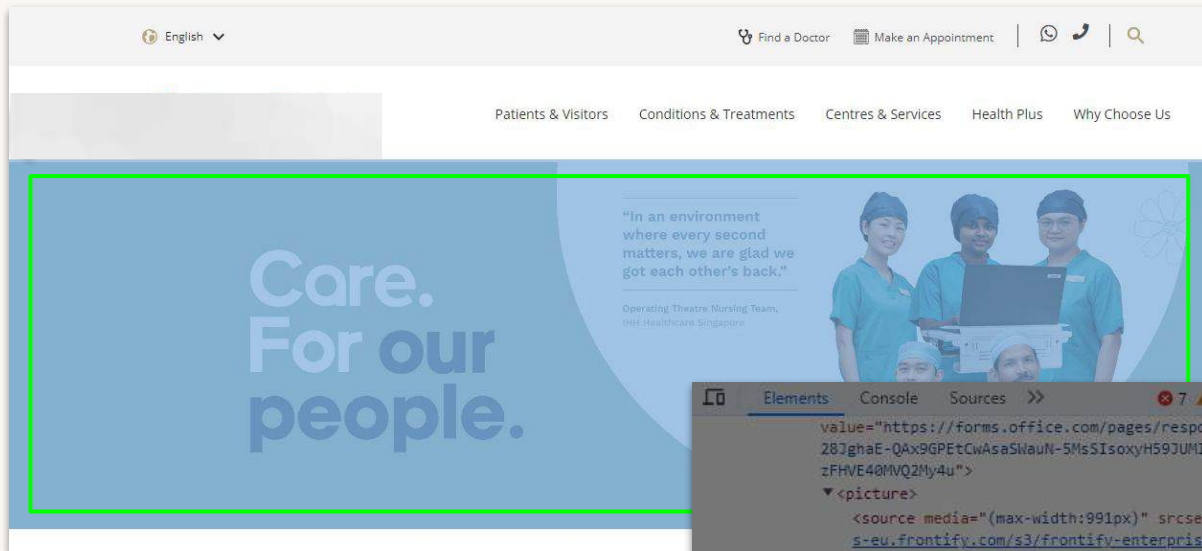 English
Find a Doctor
Make an Appointment
Patients & Visitors
Conditions & Treatments
Centres & Services
Health Plus
Why Choose Us
Care.
For our
people.
"In an environment
where every second
matters, we are glad we
got each other's back."
Operating Theatre Nursing Team,
IHH Healthcare Singapore
Elements
Console
Sources
7
value="https://forms.office.com/pages/respo
zFHVE40MVQ2My4u">
<picture>
<source media="(max-width:991px)" srcse
s-eu.frontify.com/s3/frontify-enterpris